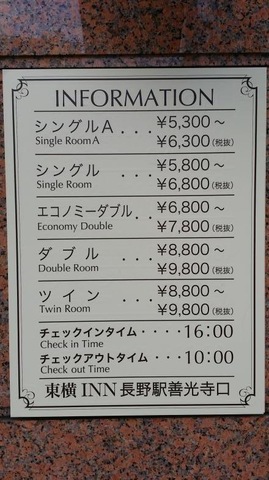 INFORMATION
シングルA . . . ¥5,300～
Single Room A ¥6,300(税抜)
シングル . . . ¥5,800～
Single Room ¥6,800(税抜)
エコノミーダブル . ¥6,800～
Economy Double ¥7,800(税抜)
ダブル . . . ¥8,800～
Double Room ¥9,800(税抜)
ツイン . . . ¥8,800～
Twin Room ¥9,800(税抜)
チェックインタイム ・・・・16:00
Check in Time
チェックアウトタイム ・・・10:00
Check out Time
東横 INN 長野駅善光寺口